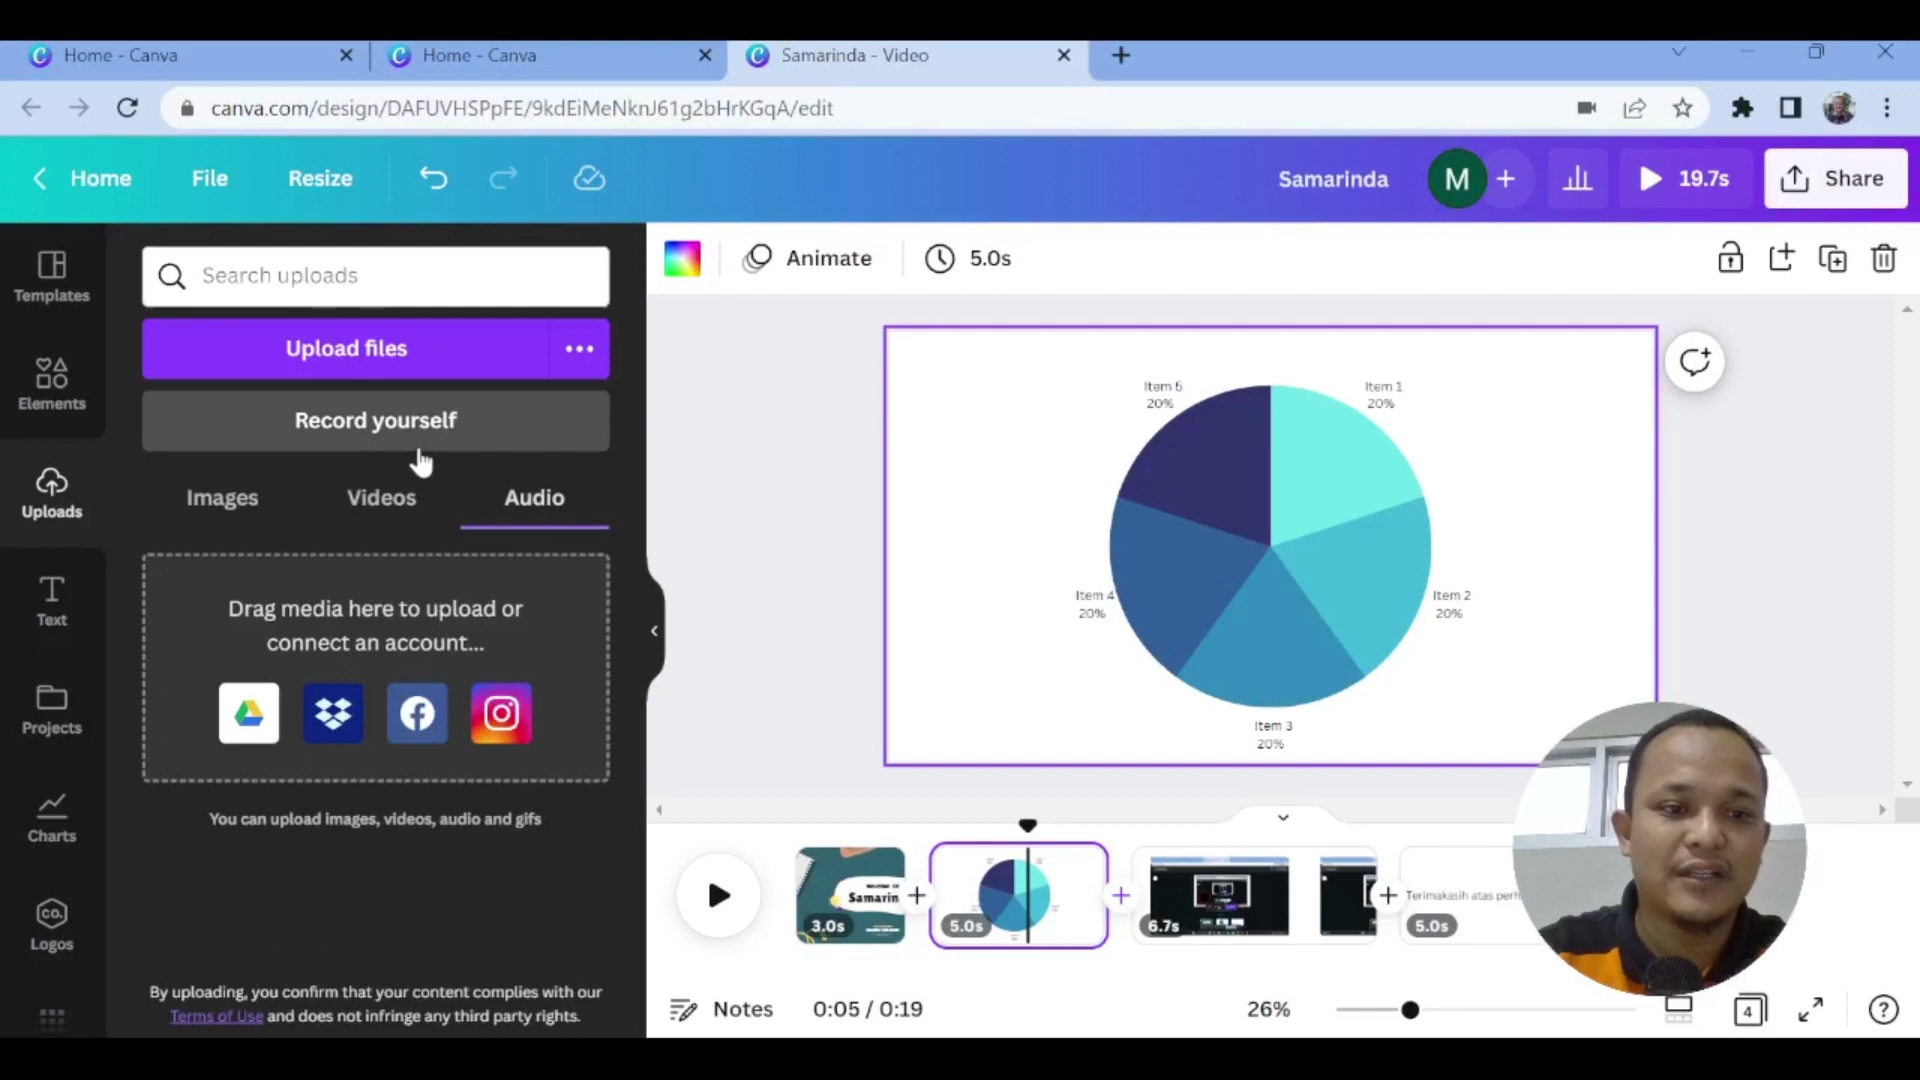 Home - Canva
Home - Canva
Samarinda - Video
canva.com/design/DAFUVHSPpFE/9kdEiMeNknJ61g2bHrKGqA/edit
Home
File
Resize
Samarinda
M
19.7s
Share
Templates
Elements
Uploads
Text
Projects
Charts
CO.
Logos
Search uploads
Upload files
Record yourself
Images
Videos
Audio
Drag media here to upload or
connect an account...
You can upload images, videos, audio and gifs
By uploading, you confirm that your content complies with our
Terms of Use and does not infringe any third party rights.
Animate
5.0s
Item 5
20%
Item 1
20%
Item 4
20%
Item 2
20%
Item 3
20%
Samarin
3.0s
5.0s
6.7s
Terimakasih atas perh
5.0s
Notes
0:05 / 0:19
26%
4